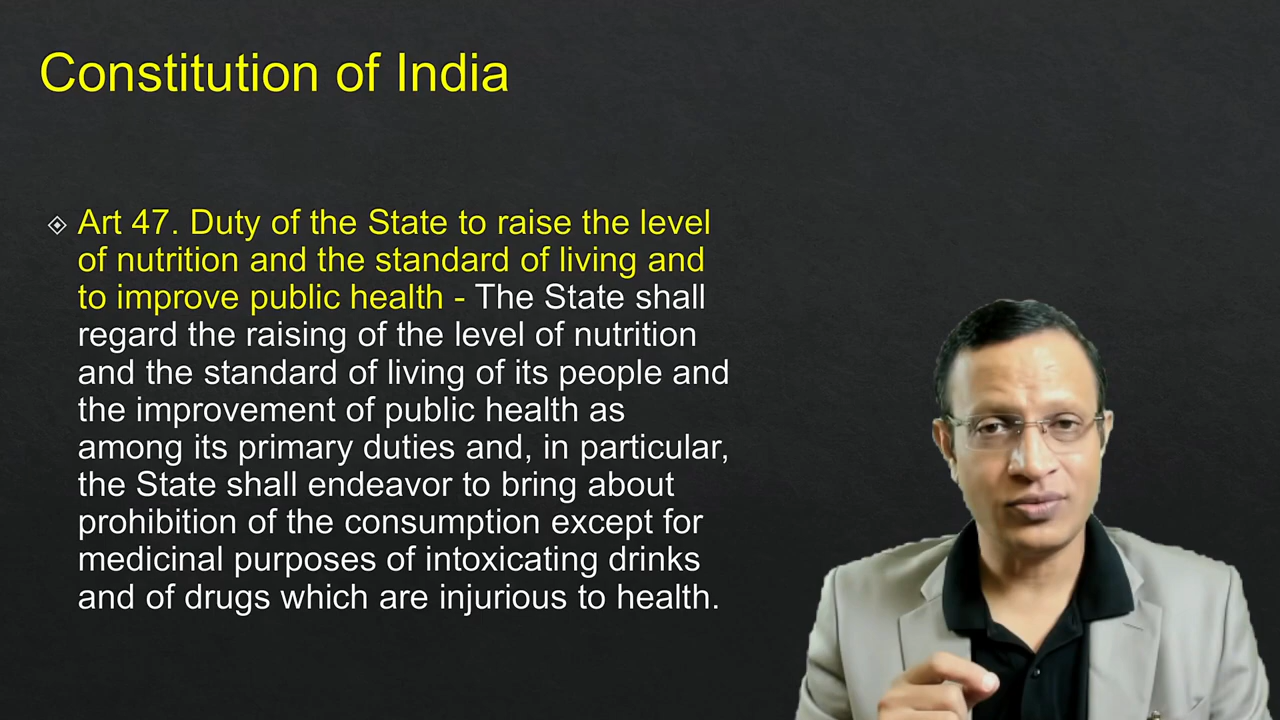 Constitution of India
Art 47. Duty of the State to raise the level
of nutrition and the standard of living and
to improve public health - The State shall
regard the raising of the level of nutrition
and the standard of living of its people and
the improvement of public health as
among its primary duties and, in particular,
the State shall endeavor to bring about
prohibition of the consumption except for
medicinal purposes of intoxicating drinks
and of drugs which are injurious to health.